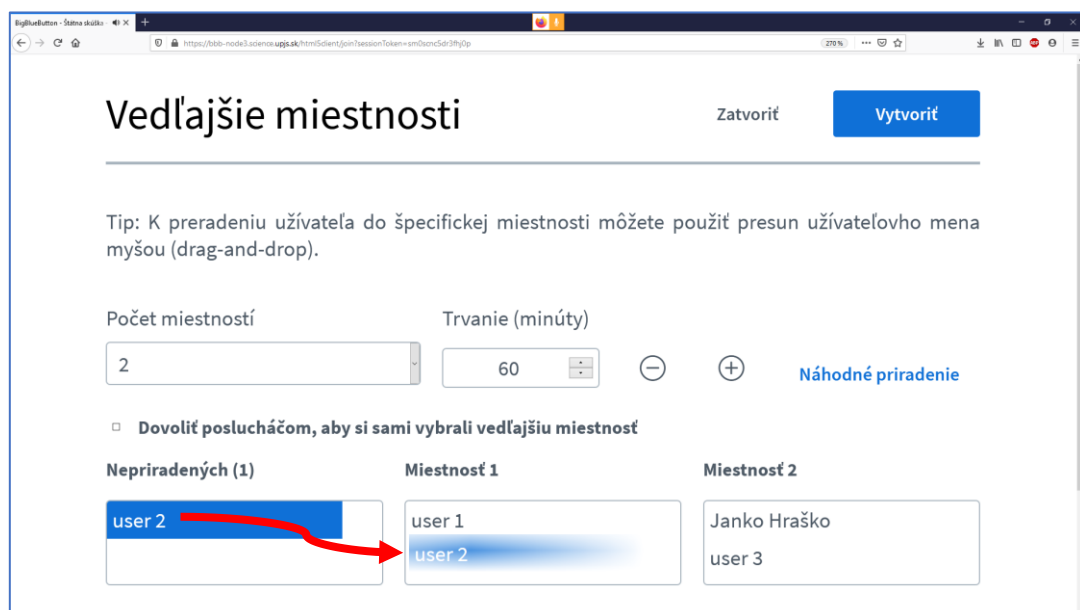 BigBlueButton - Štátna skúška -
https://bbb-node3.science.upjs.sk/html5client/join?sessionToken=sm0scnc5dr3fhj0p
270 %
Vedľajšie miestnosti
Zatvoriť
Vytvoriť
Tip: K preradeniu užívateľa do špecifickej miestnosti môžete použiť presun užívateľovho mena
myšou (drag-and-drop).
Počet miestností
Trvanie (minúty)
2
60
Náhodné priradenie
Dovoliť poslucháčom, aby si sami vybrali vedľajšiu miestnosť
Nepriradených (1)
Miestnosť 1
Miestnosť 2
user 2
user 1
user 2
Janko Hraško
user 3